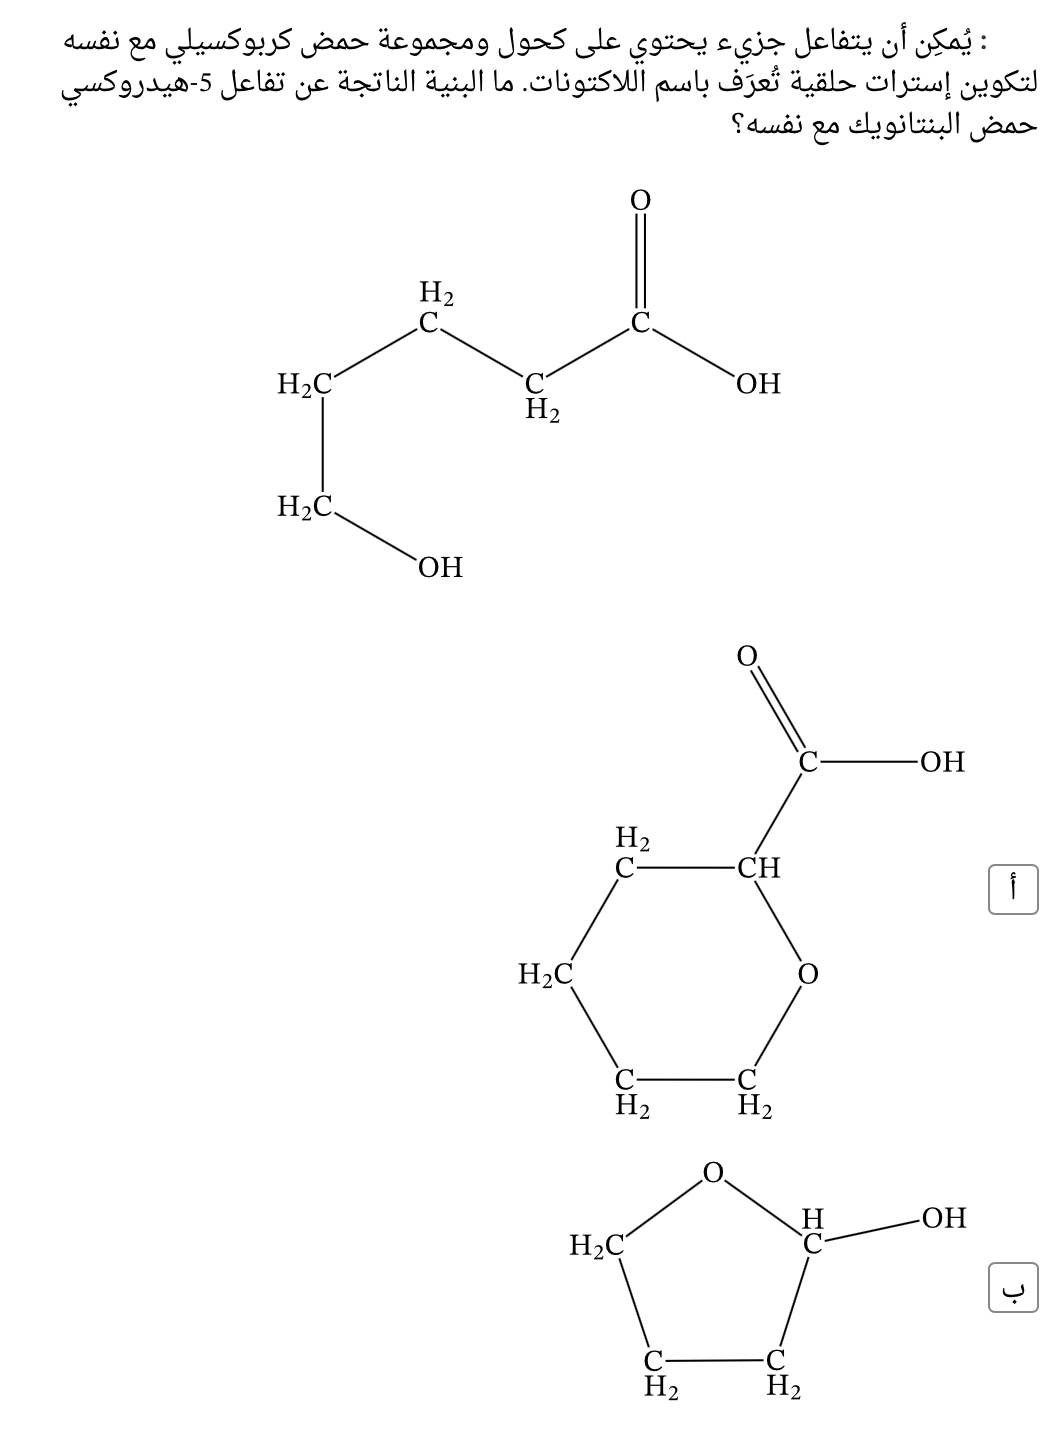 : يُمكِن أن يتفاعل جزيء يحتوي على كحول ومجموعة حمض كربوكسيلي مع نفسه
لتكوين إسترات حلقية تُعرَف باسم اللاكتونات. ما البنية الناتجة عن تفاعل 5-هيدروكسي
حمض البنتانويك مع نفسه؟
O
H₂
C C
H₂C C OH
H₂
H₂C
OH
O
C OH
H₂
C CH
أ
H₂C O
C C
H₂ H₂
O
H OH
H₂C C
ب
C C
H₂ H₂